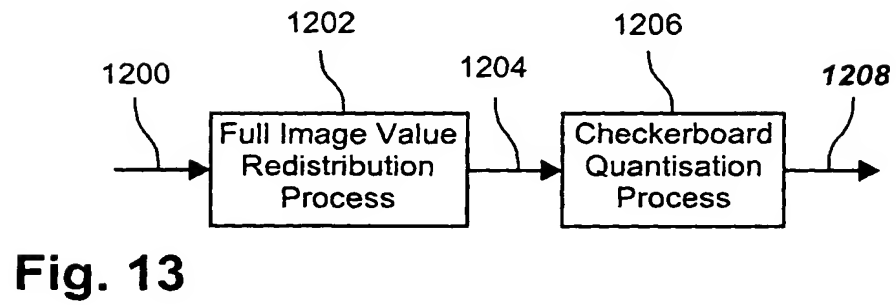 1202
1206
1200
1204
1208
Full Image Value
Redistribution
Process
Checkerboard
Quantisation
Process
Fig. 13